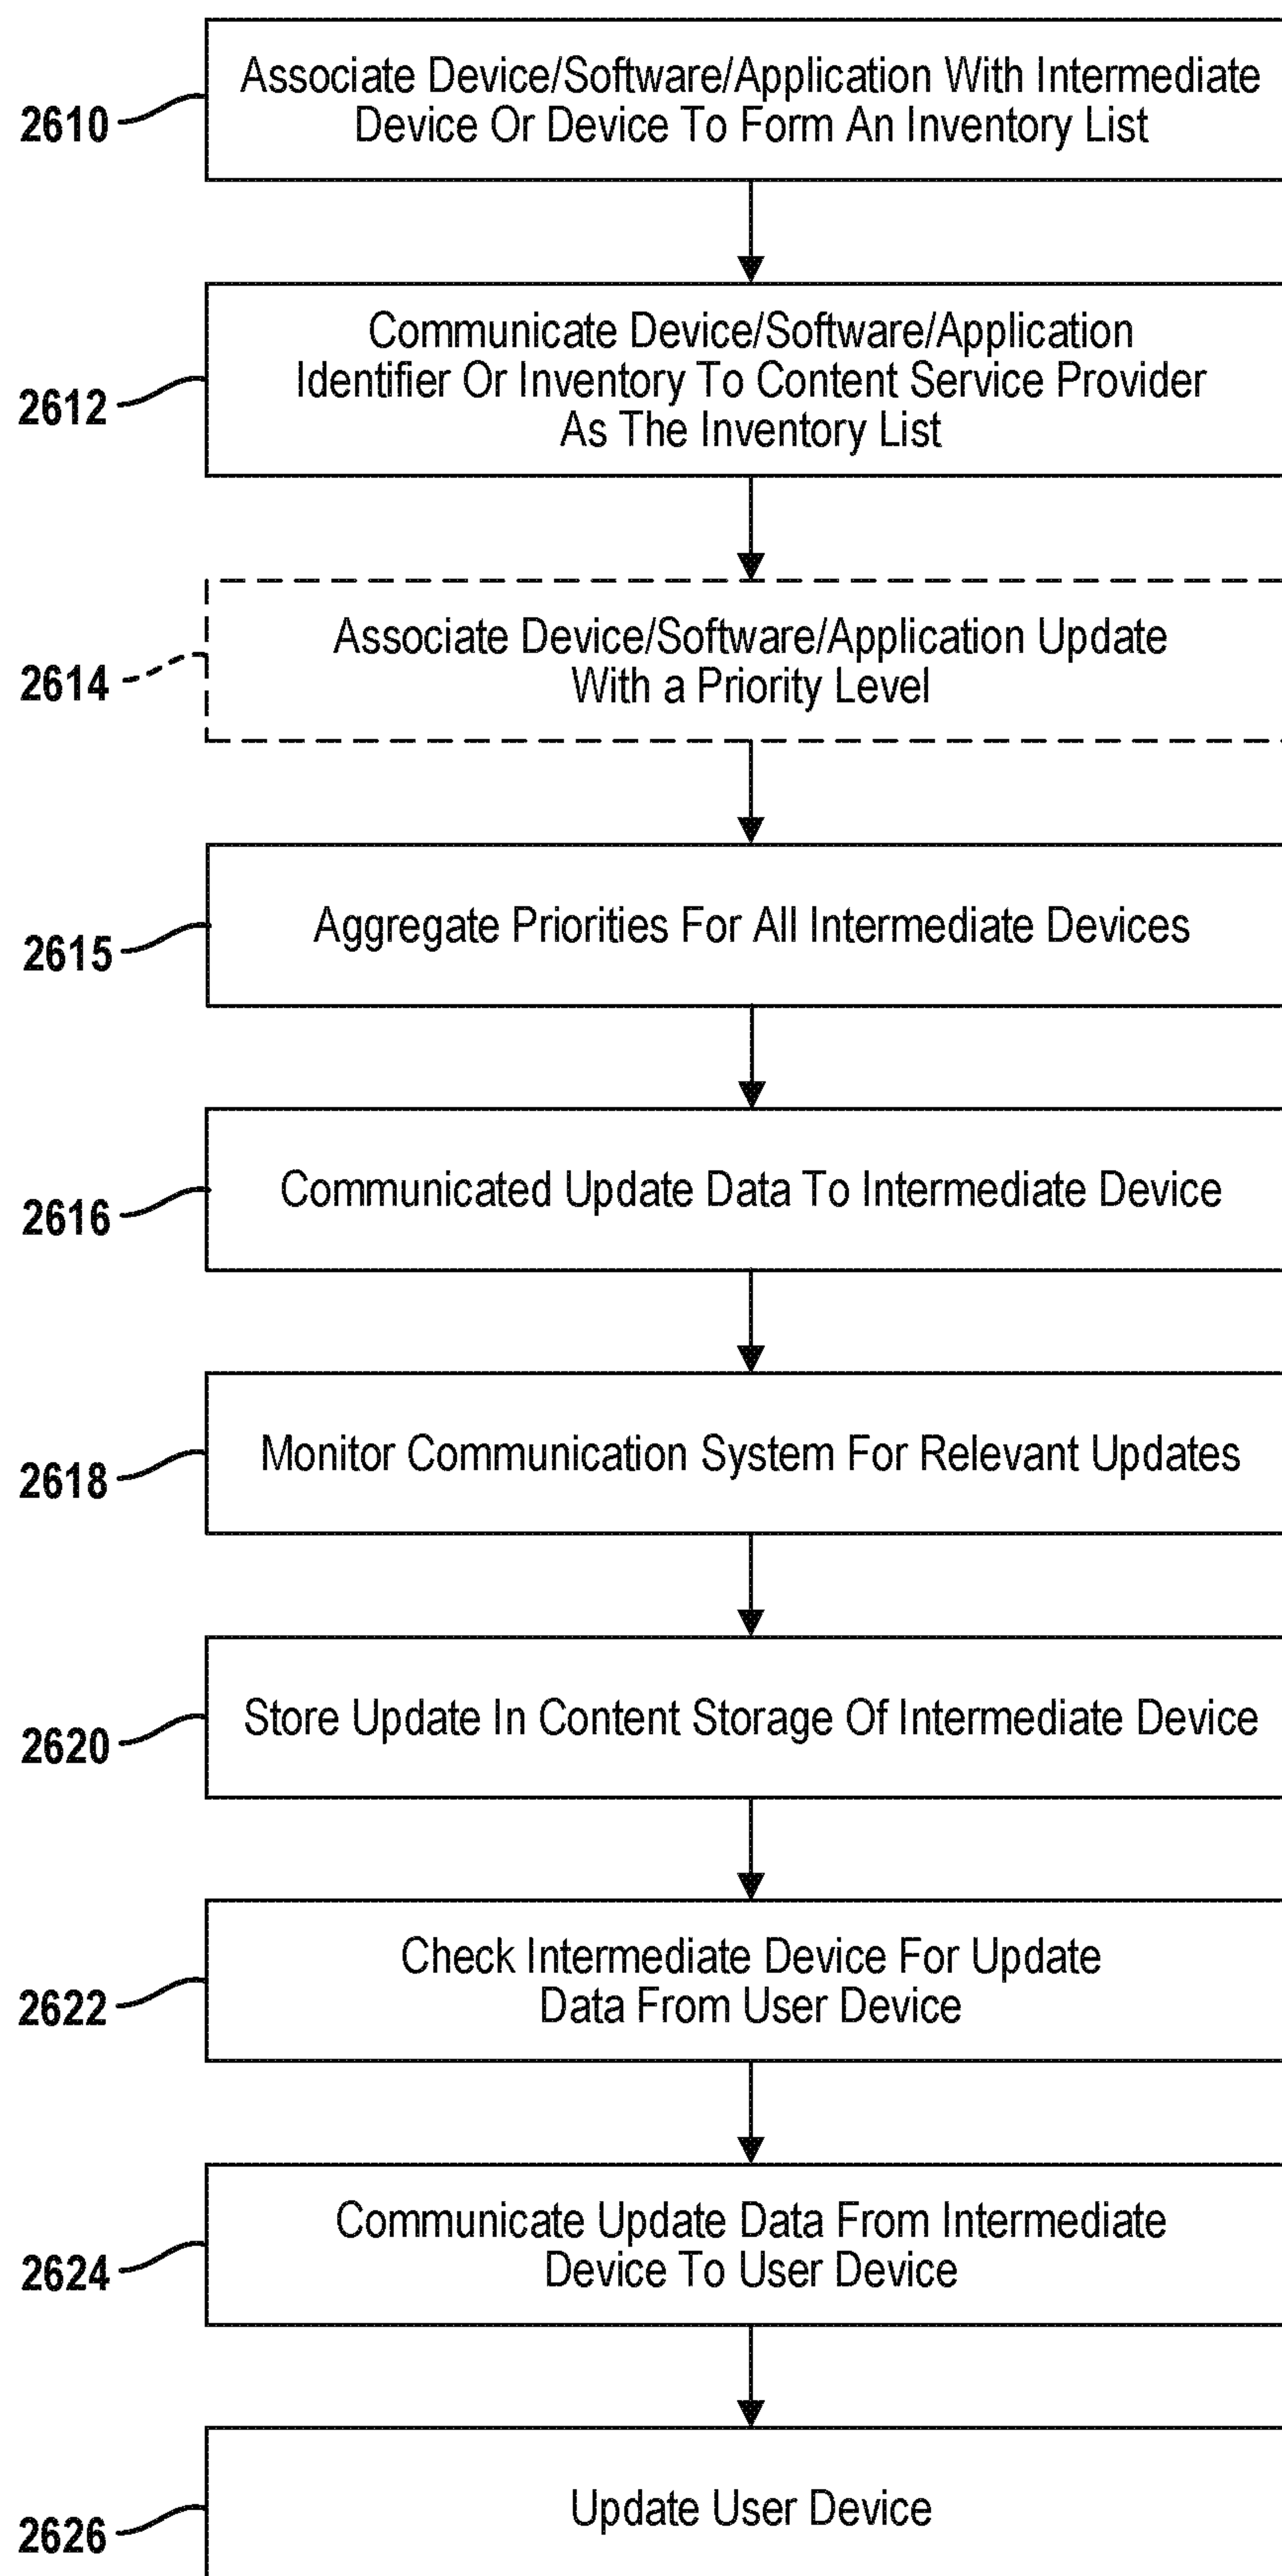 Associate Device/Software/Application With Intermediate
Device Or Device To Form An Inventory List
2610
Communicate Device/Software/Application
Identifier Or Inventory To Content Service Provider
As The Inventory List
2612
Associate Device/Software/Application Update
With a Priority Level
2614
Aggregate Priorities For All Intermediate Devices
2615
Communicated Update Data To Intermediate Device
2616
Monitor Communication System For Relevant Updates
2618
Store Update In Content Storage Of Intermediate Device
2620
Check Intermediate Device For Update
Data From User Device
2622
Communicate Update Data From Intermediate
Device To User Device
2624
Update User Device
2626